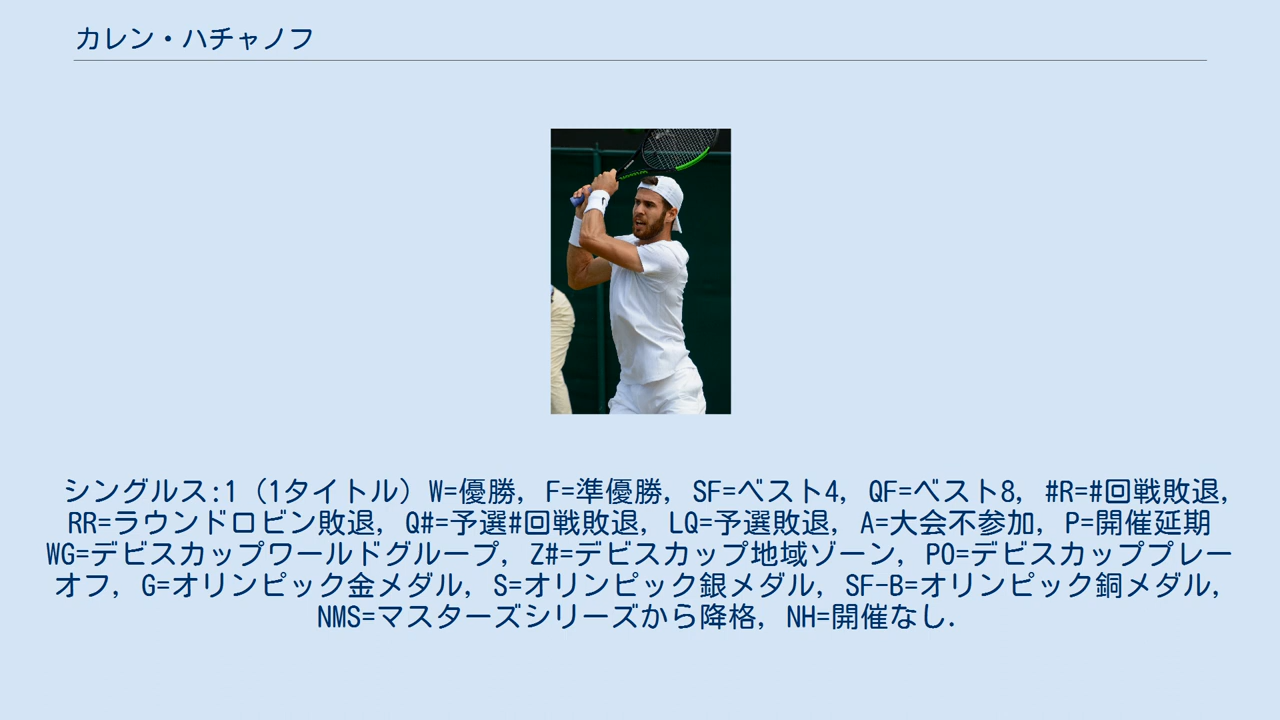 カレン・ハチャノフ
シングルス:1（1タイトル）W=優勝, F=準優勝, SF=ベスト4, QF=ベスト8, #R=#回戦敗退,
RR=ラウンドロビン敗退, Q#=予選#回戦敗退, LQ=予選敗退, A=大会不参加, P=開催延期
WG=デビスカップワールドグループ, Z#=デビスカップ地域ゾーン, PO=デビスカッププレー
オフ, G=オリンピック金メダル, S=オリンピック銀メダル, SF-B=オリンピック銅メダル,
NMS=マスターズシリーズから降格, NH=開催なし.